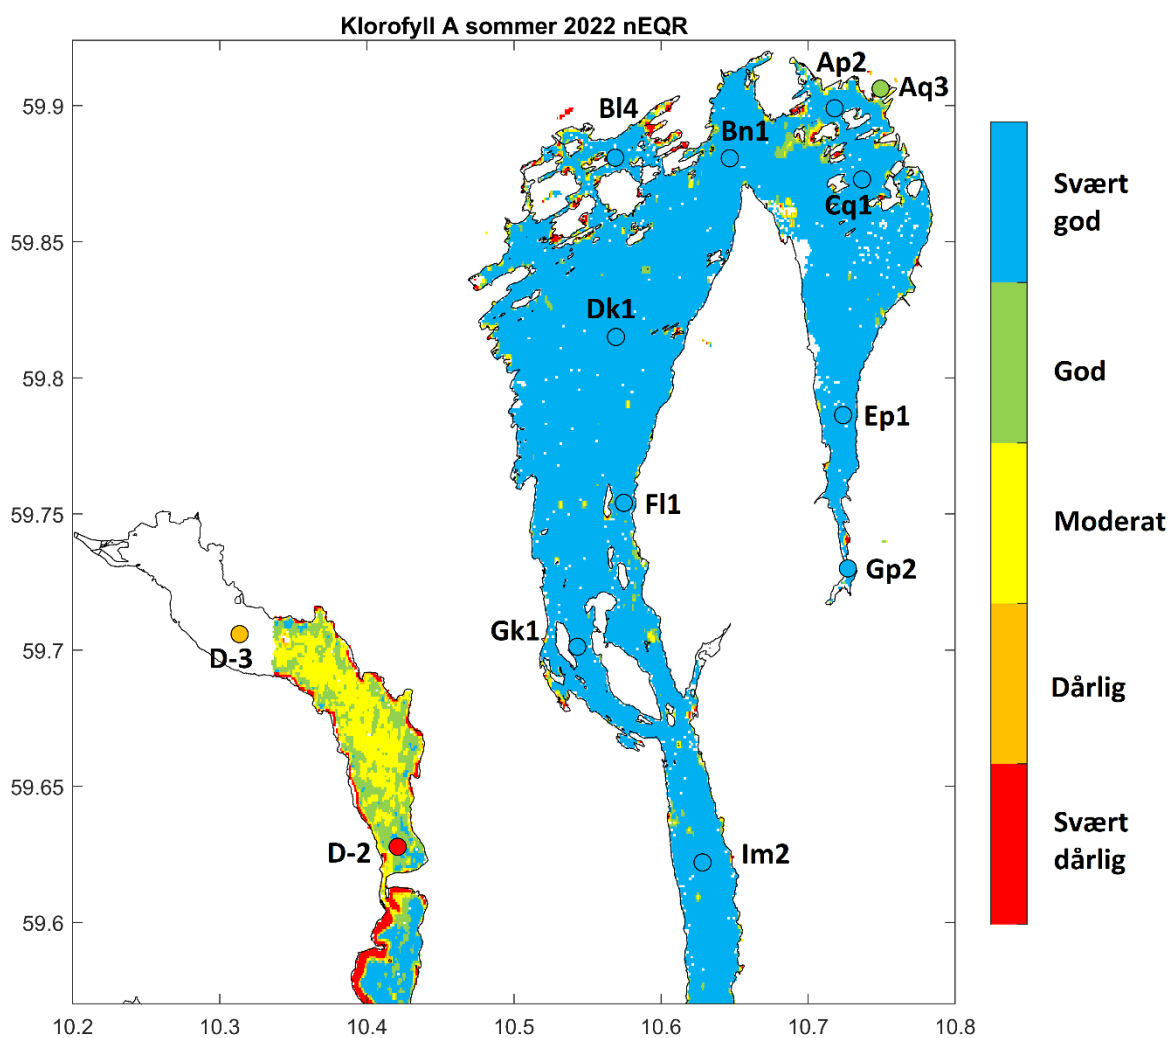 Klorofyll A sommer 2022 nEQR
59.9
59.85
59.8
59.75
59.7
59.65
59.6
10.2
10.3
10.4
10.5
10.6
10.7
10.8
Ap2
Aq3
Bl4
Bn1
Cq1
Dk1
Ep1
Fl1
Gp2
Gk1
D-3
D-2
Im2
Svært
god
God
Moderat
Dårlig
Svært
dårlig